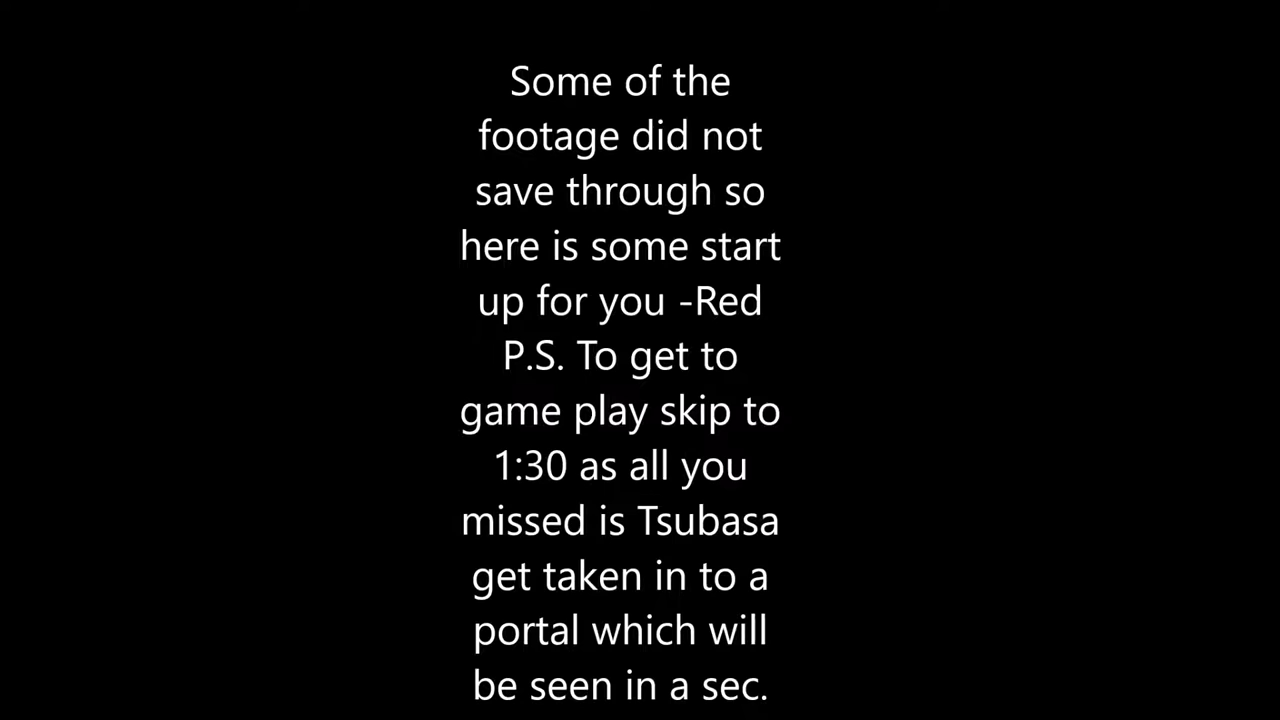 Some of the
footage did not
save through so
here is some start
up for you -Red
P.S. To get to
game play skip to
1:30 as all you
missed is Tsubasa
get taken in to a
portal which will
be seen in a sec.